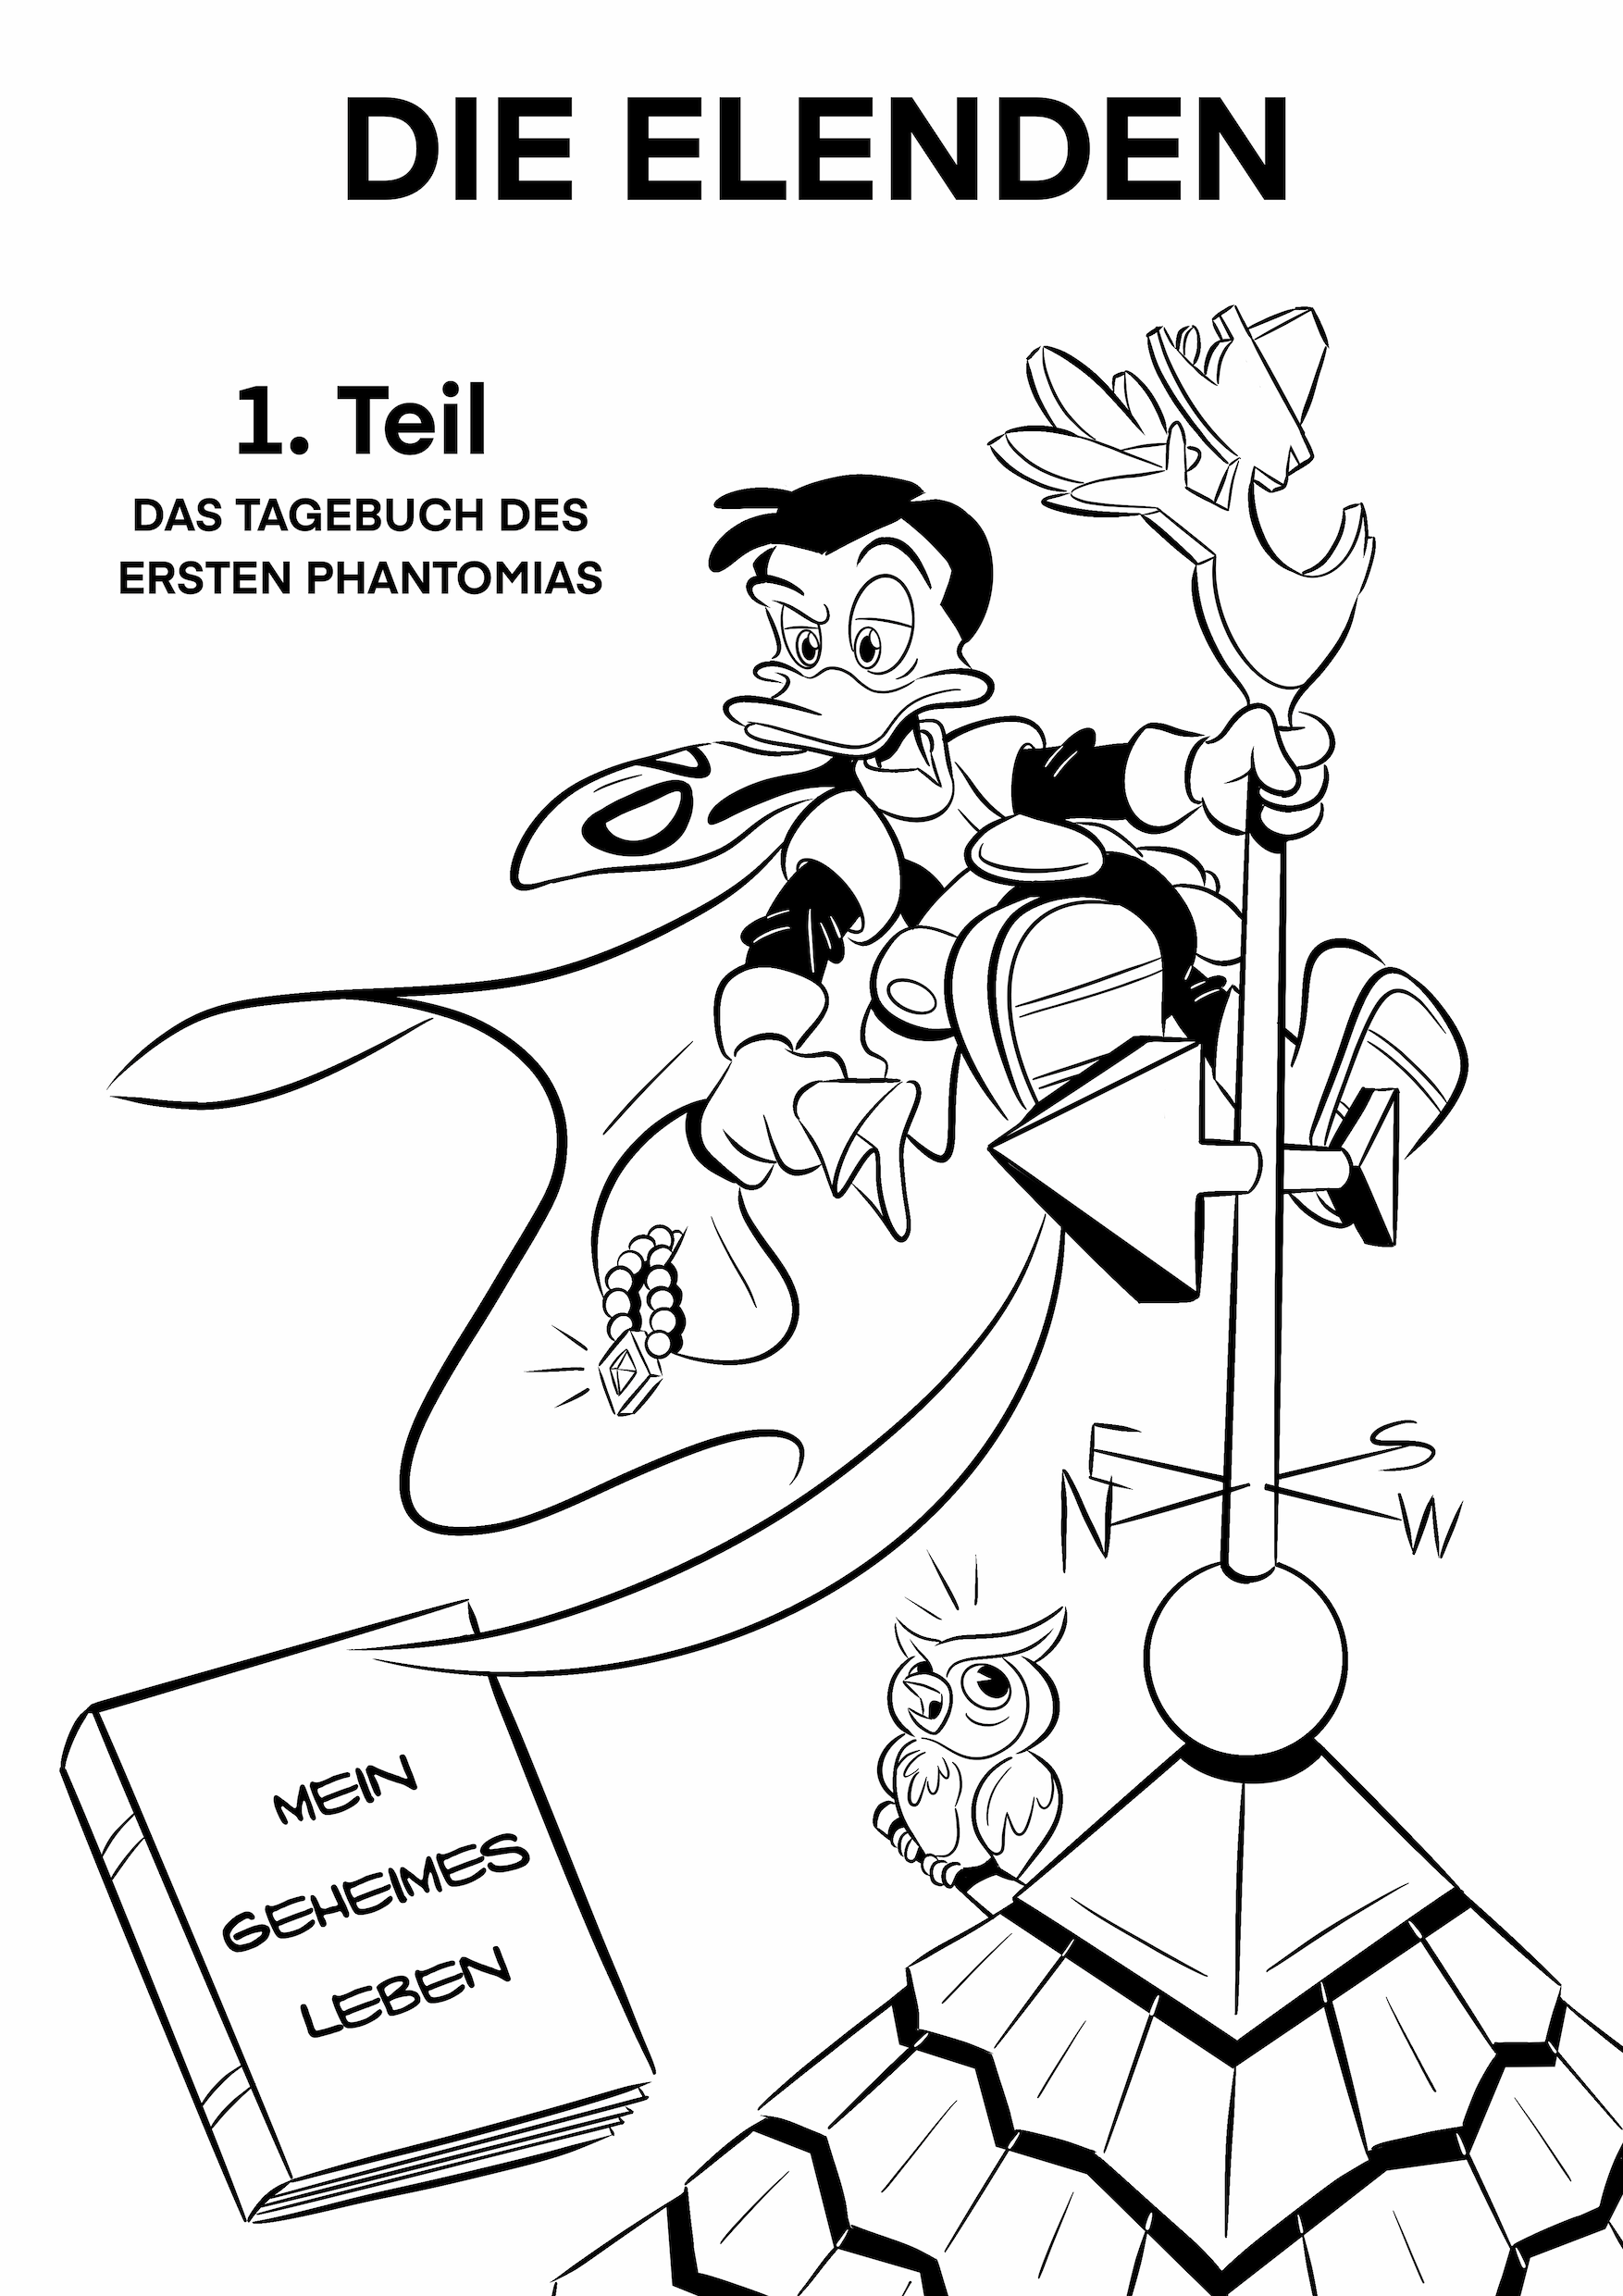 DIE ELENDEN
1. Teil
DAS TAGEBUCH DES
ERSTEN PHANTOMIAS
E S
N W
MEIN
GEHEIMES
LEBEN